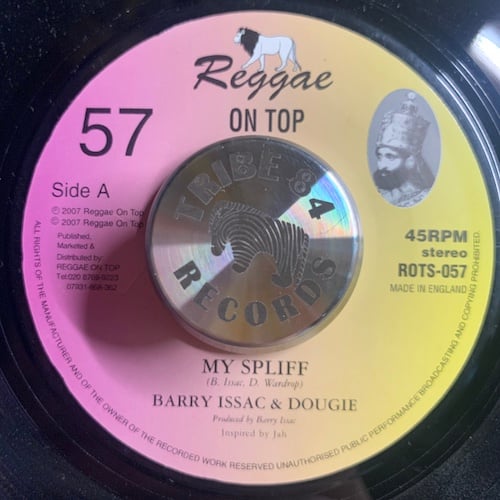 Reggae
ON TOP
57
Side A
℗ 2007 Reggae On Top
© 2007 Reggae On Top
Published,
Marketed &
Distributed by:
REGGAE ON TOP
Tel:020 8769-9223
07931-868-362
TRIBE 84
RECORDS
45RPM
stereo
ROTS-057
MADE IN ENGLAND
MY SPLIFF
(B. Issac, D. Wardrop)
BARRY ISSAC & DOUGIE
Produced by Barry Issac
Inspired by Jah
ALL RIGHTS OF THE MANUFACTURER AND OF THE OWNER OF THE RECORDED WORK RESERVED UNAUTHORISED PUBLIC PERFORMANCE BROADCASTING AND COPYING PROHIBITED.